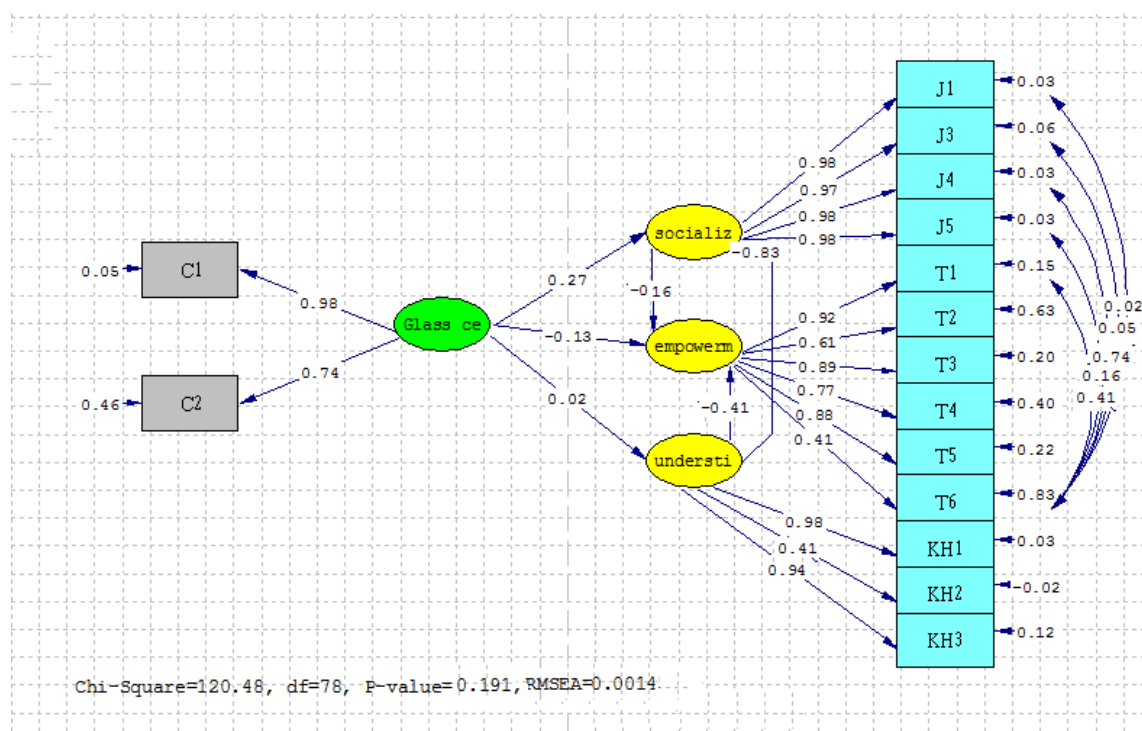 J1
0.03
J3
0.06
J4
0.03
J5
0.03
T1
0.15
T2
0.63
T3
0.20
T4
0.40
T5
0.22
T6
0.83
KH1
0.03
KH2
-0.02
KH3
0.12
0.98
0.97
0.98
0.98
socializ
-0.83
0.05
C1
0.98
0.27
-0.16
Glass ce
-0.13
empowerm
0.92
0.61
0.89
0.77
0.88
0.41
0.02
0.05
0.74
0.16
0.41
0.46
C2
0.74
0.02
-0.41
understi
0.98
0.41
0.94
Chi-Square=120.48, df=78, P-value=0.191, RMSEA=0.0014